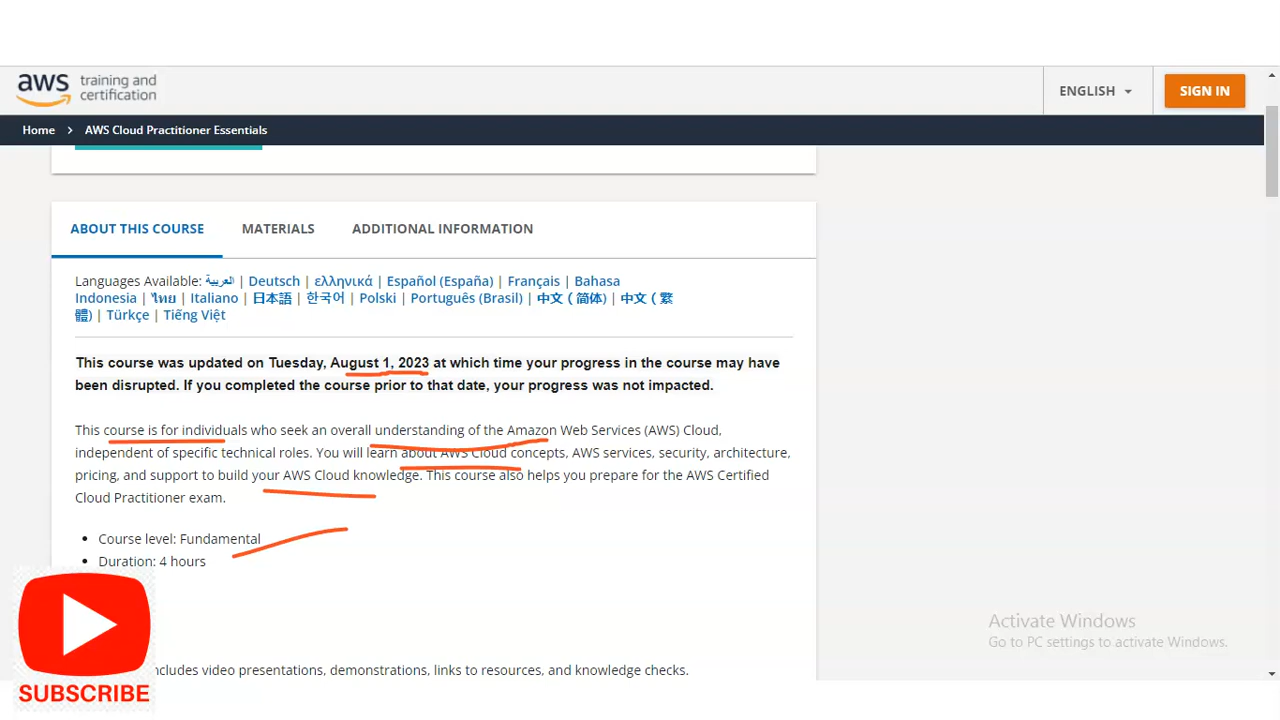 aws training and certification
ENGLISH
SIGN IN
Home > AWS Cloud Practitioner Essentials
ABOUT THIS COURSE MATERIALS ADDITIONAL INFORMATION
Languages Available: العربية | Deutsch | ελληνικά | Español (España) | Français | Bahasa
Indonesia | ไทย | Italiano | 日本語 | 한국어 | Polski | Português (Brasil) | 中文 (简体) | 中文 (繁
體) | Türkçe | Tiếng Việt
This course was updated on Tuesday, August 1, 2023 at which time your progress in the course may have
been disrupted. If you completed the course prior to that date, your progress was not impacted.
This course is for individuals who seek an overall understanding of the Amazon Web Services (AWS) Cloud,
independent of specific technical roles. You will learn about AWS Cloud concepts, AWS services, security, architecture,
pricing, and support to build your AWS Cloud knowledge. This course also helps you prepare for the AWS Certified
Cloud Practitioner exam.
• Course level: Fundamental
• Duration: 4 hours
includes video presentations, demonstrations, links to resources, and knowledge checks.
SUBSCRIBE
Activate Windows
Go to PC settings to activate Windows.